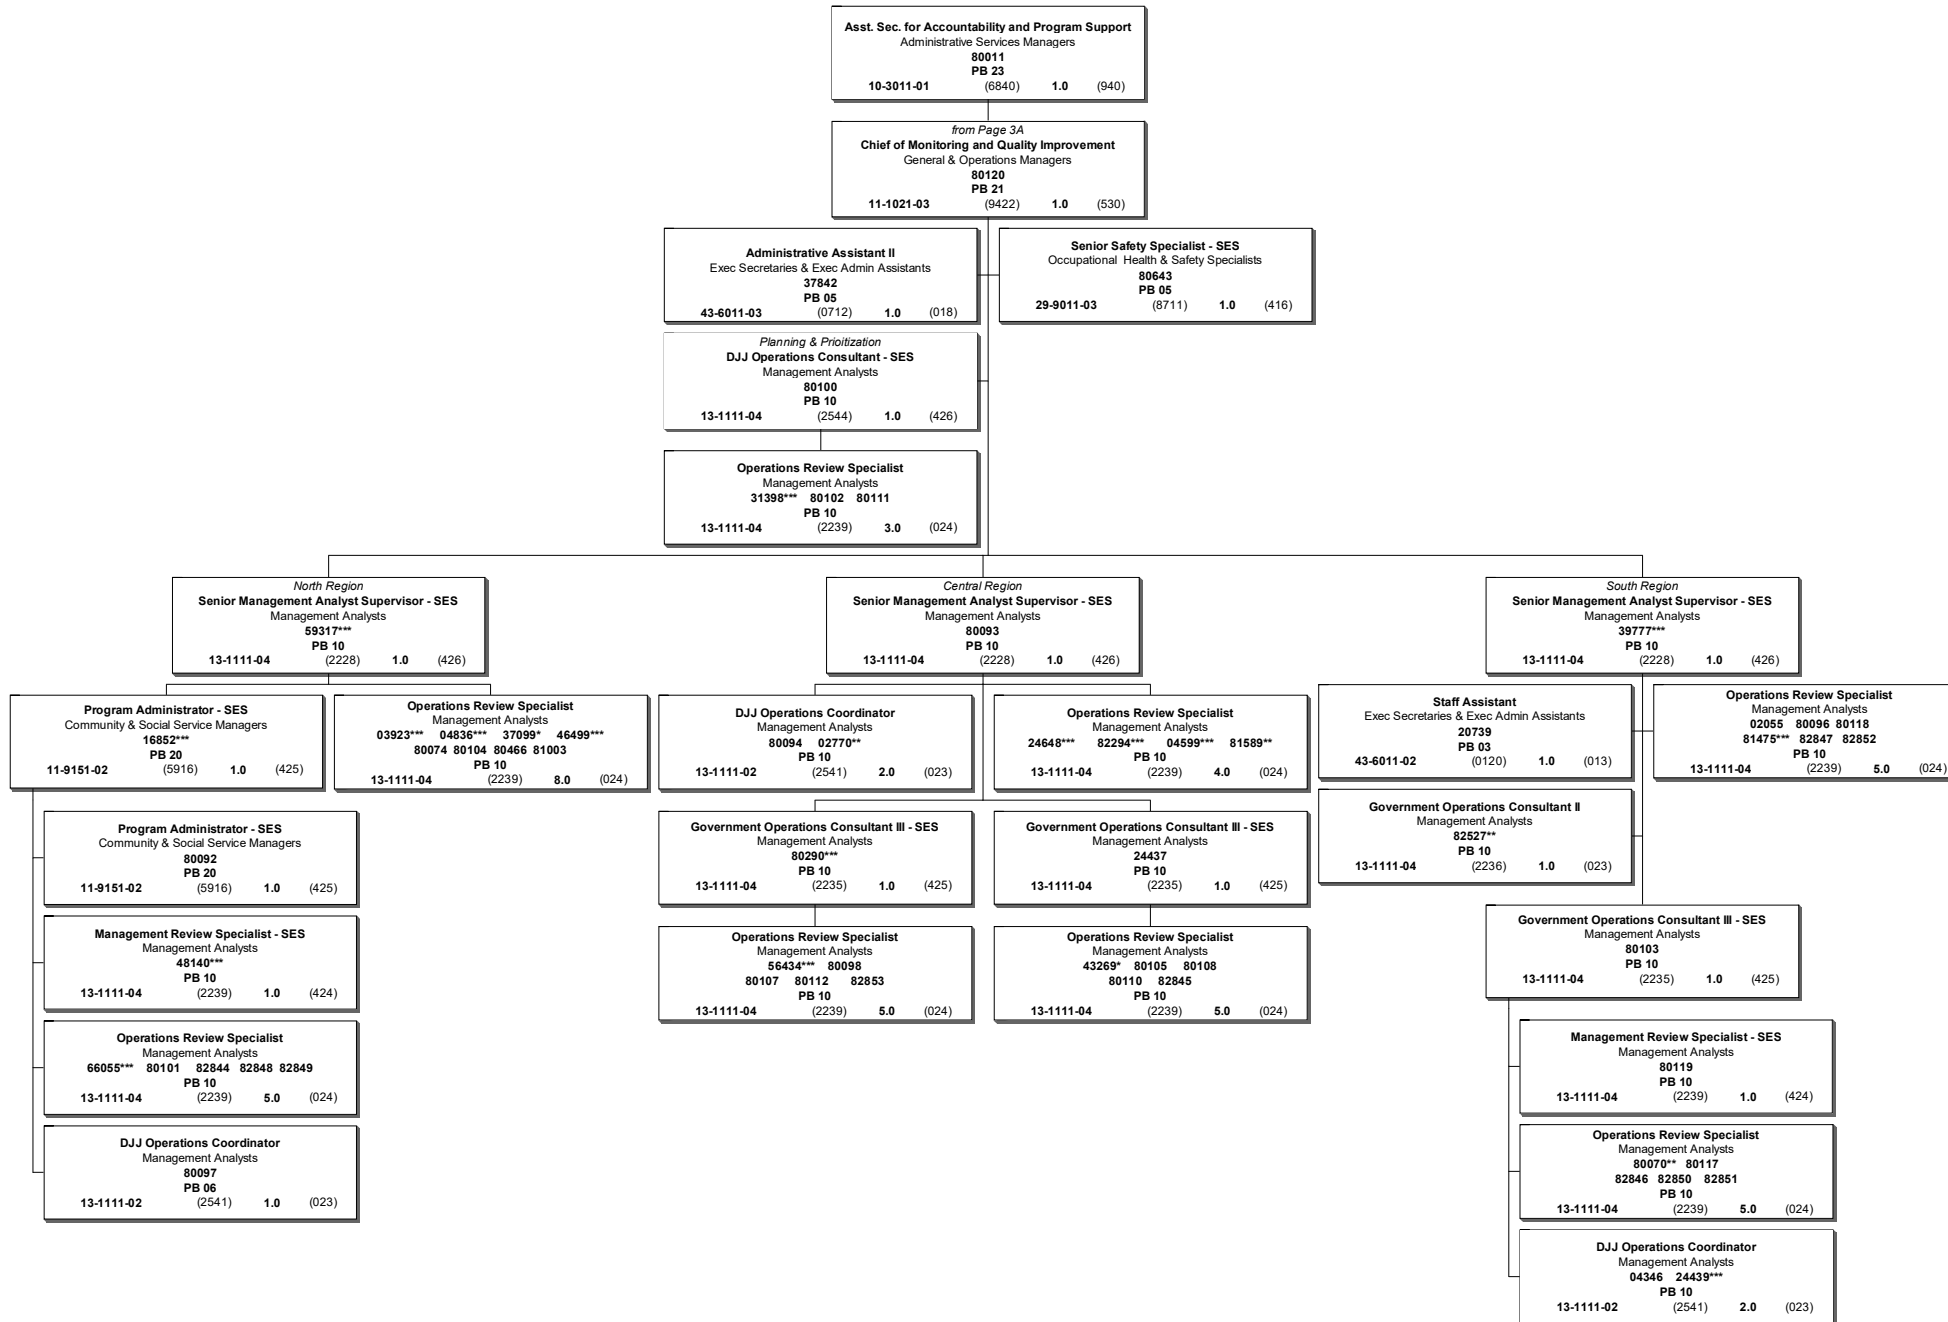 Asst. Sec. for Accountability and Program Support
Administrative Services Managers
80011
PB 23
10-3011-01 (6840) 1.0 (940)
from Page 3A
Chief of Monitoring and Quality Improvement
General & Operations Managers
80120
PB 21
11-1021-03 (9422) 1.0 (530)
Administrative Assistant II
Exec Secretaries & Exec Admin Assistants
37842
PB 05
43-6011-03 (0712) 1.0 (018)
Senior Safety Specialist - SES
Occupational Health & Safety Specialists
80643
PB 05
29-9011-03 (8711) 1.0 (416)
Planning & Prioitization
DJJ Operations Consultant - SES
Management Analysts
80100
PB 10
13-1111-04 (2544) 1.0 (426)
Operations Review Specialist
Management Analysts
31398*** 80102 80111
PB 10
13-1111-04 (2239) 3.0 (024)
North Region
Senior Management Analyst Supervisor - SES
Management Analysts
59317***
PB 10
13-1111-04 (2228) 1.0 (426)
Central Region
Senior Management Analyst Supervisor - SES
Management Analysts
80093
PB 10
13-1111-04 (2228) 1.0 (426)
South Region
Senior Management Analyst Supervisor - SES
Management Analysts
39777***
PB 10
13-1111-04 (2228) 1.0 (426)
Program Administrator - SES
Community & Social Service Managers
16852***
PB 20
11-9151-02 (5916) 1.0 (425)
Operations Review Specialist
Management Analysts
03923*** 04836*** 37099* 46499***
80074 80104 80466 81003
PB 10
13-1111-04 (2239) 8.0 (024)
DJJ Operations Coordinator
Management Analysts
80094 02770**
PB 10
13-1111-02 (2541) 2.0 (023)
Operations Review Specialist
Management Analysts
24648*** 82294*** 04599*** 81589**
PB 10
13-1111-04 (2239) 4.0 (024)
Staff Assistant
Exec Secretaries & Exec Admin Assistants
20739
PB 03
43-6011-02 (0120) 1.0 (013)
Operations Review Specialist
Management Analysts
02055 80096 80118
81475*** 82847 82852
PB 10
13-1111-04 (2239) 5.0 (024)
Government Operations Consultant II
Management Analysts
82527**
PB 10
13-1111-04 (2236) 1.0 (023)
Program Administrator - SES
Community & Social Service Managers
80092
PB 20
11-9151-02 (5916) 1.0 (425)
Government Operations Consultant III - SES
Management Analysts
80290***
PB 10
13-1111-04 (2235) 1.0 (425)
Government Operations Consultant III - SES
Management Analysts
24437
PB 10
13-1111-04 (2235) 1.0 (425)
Government Operations Consultant III - SES
Management Analysts
80103
PB 10
13-1111-04 (2235) 1.0 (425)
Management Review Specialist - SES
Management Analysts
48140***
PB 10
13-1111-04 (2239) 1.0 (424)
Operations Review Specialist
Management Analysts
56434*** 80098
80107 80112 82853
PB 10
13-1111-04 (2239) 5.0 (024)
Operations Review Specialist
Management Analysts
43269* 80105 80108
80110 82845
PB 10
13-1111-04 (2239) 5.0 (024)
Operations Review Specialist
Management Analysts
66055*** 80101 82844 82848 82849
PB 10
13-1111-04 (2239) 5.0 (024)
Management Review Specialist - SES
Management Analysts
80119
PB 10
13-1111-04 (2239) 1.0 (424)
DJJ Operations Coordinator
Management Analysts
80097
PB 06
13-1111-02 (2541) 1.0 (023)
Operations Review Specialist
Management Analysts
80070** 80117
82846 82850 82851
PB 10
13-1111-04 (2239) 5.0 (024)
DJJ Operations Coordinator
Management Analysts
04346 24439***
PB 10
13-1111-02 (2541) 2.0 (023)